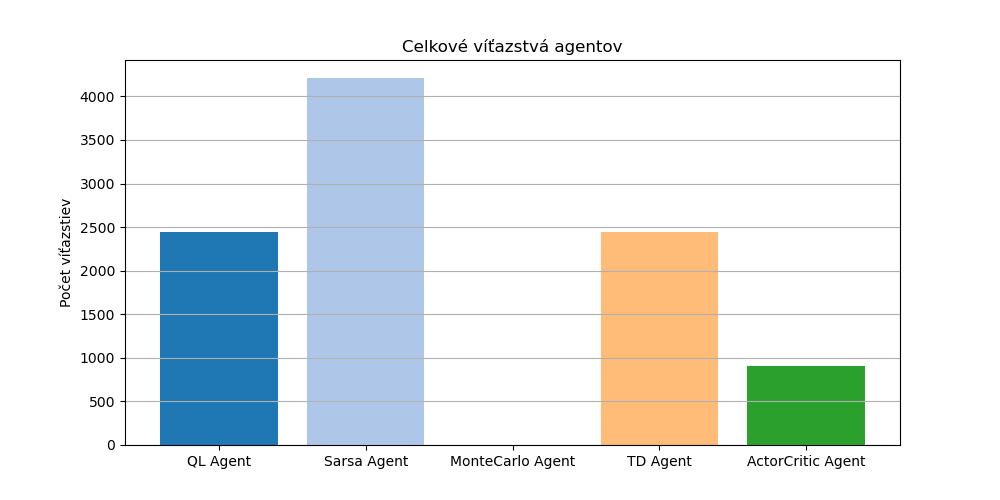 Celkové víťazstvá agentov
Počet víťazstiev
4000
3500
3000
2500
2000
1500
1000
500
0
QL Agent
Sarsa Agent
MonteCarlo Agent
TD Agent
ActorCritic Agent